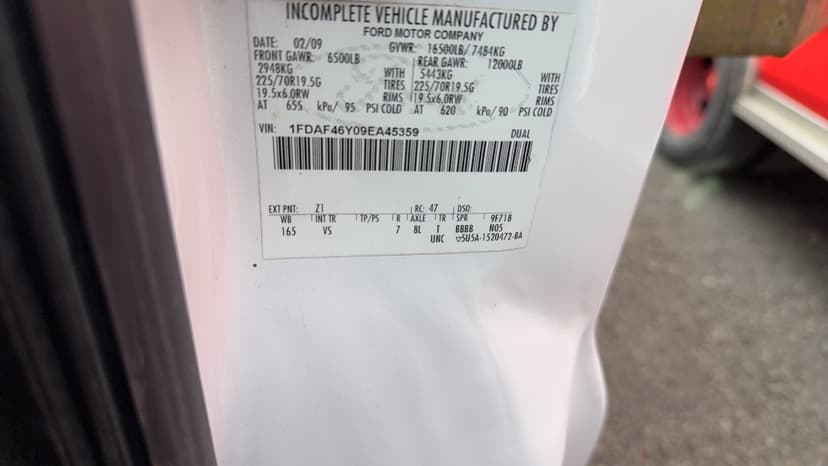 INCOMPLETE VEHICLE MANUFACTURED BY
FORD MOTOR COMPANY
DATE: 02/09 GVWR: 16500LB/ 7484KG
FRONT GAWR: 6500LB REAR GAWR: 12000LB
2948KG WITH 5443KG WITH
225/70R19.5G TIRES 225/70R19.5G TIRES
19.5x6.0RW RIMS 19.5x6.0RW RIMS
AT 655 kPa/ 95 PSI COLD AT 620 kPa/ 90 PSI COLD
VIN: 1FDAF46Y09EA45359 DUAL
EXT PNT: Z1 RC: 47 DSO:
WB INT TR TP/PS R AXLE TR SPR 9F71B
165 VS 7 8L T BBBB N05
UNC 5U5A-1520472-BA